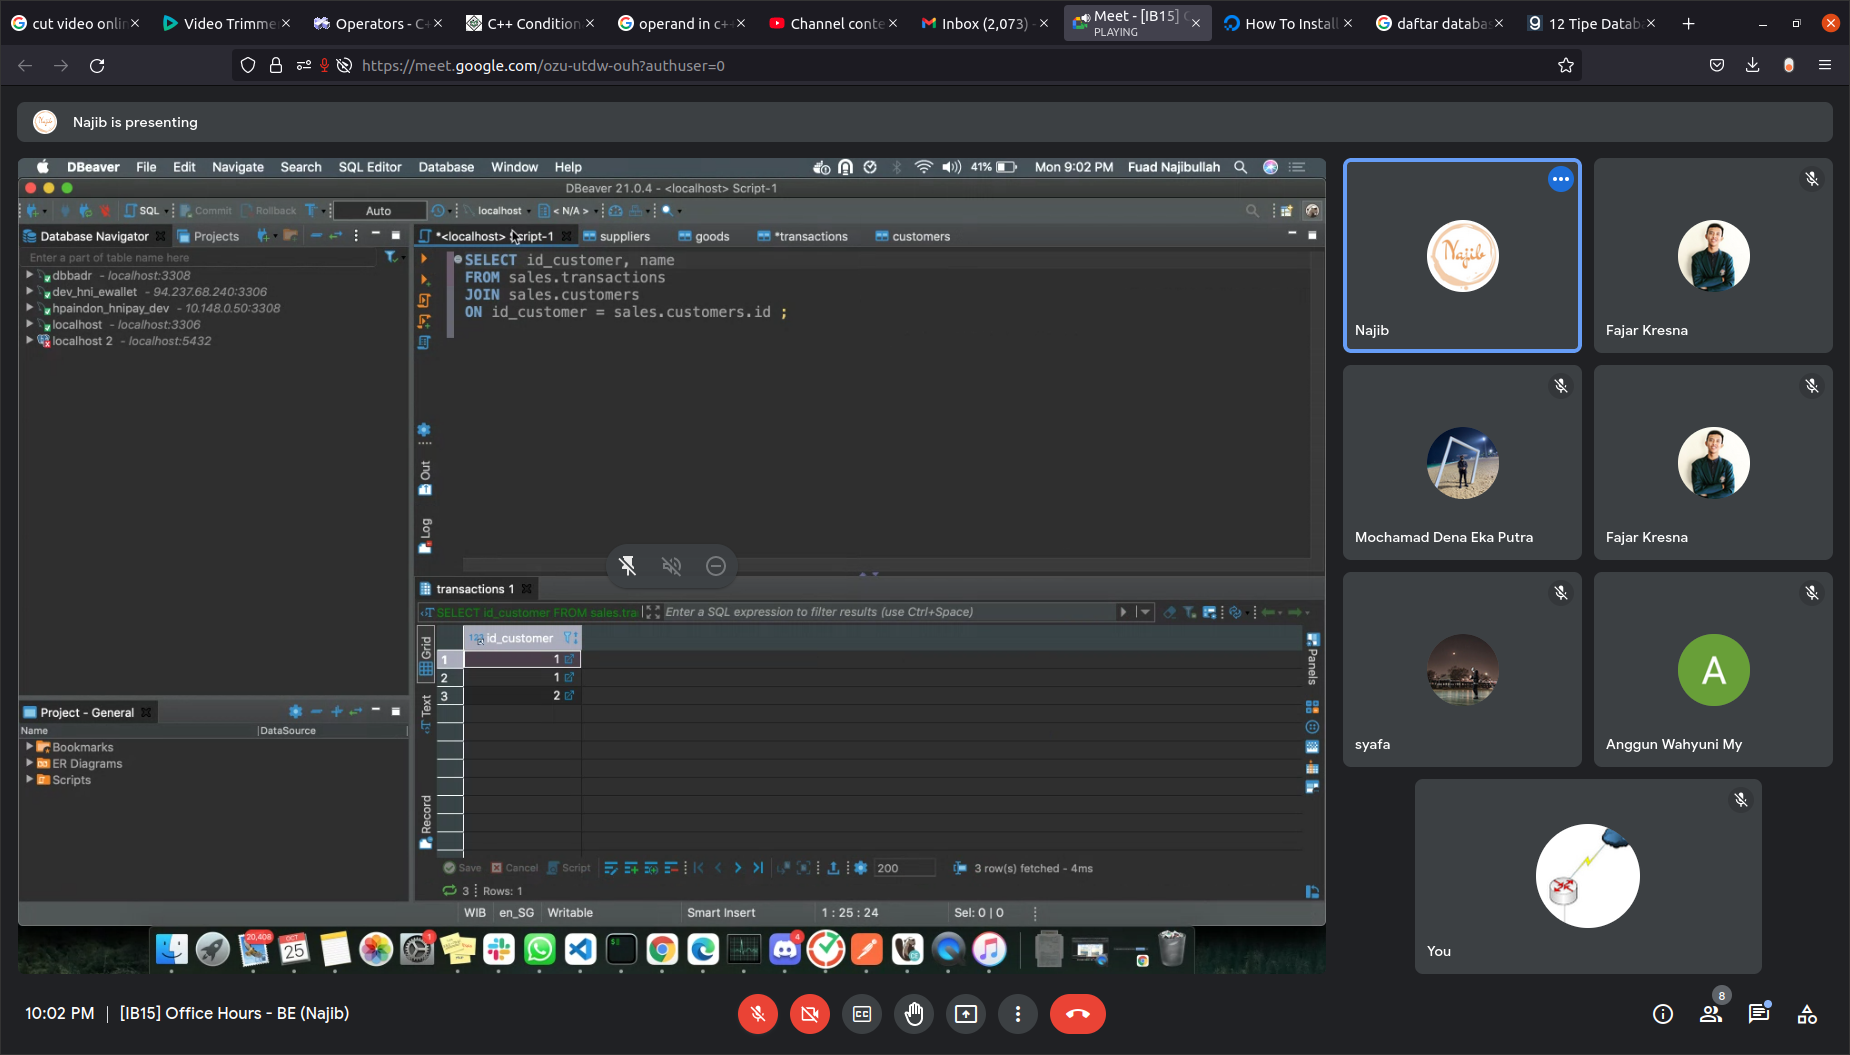 cut video onlin
Video Trimme
Operators - C+
C++ Condition
operand in c++
Channel conte
Inbox (2,073) -
Meet - [IB15] O
PLAYING
How To Install
daftar databas
12 Tipe Datab
https://meet.google.com/ozu-utdw-ouh?authuser=0
Najib is presenting
DBeaver File Edit Navigate Search SQL Editor Database Window Help
41% Mon 9:02 PM Fuad Najibullah
DBeaver 21.0.4 - <localhost> Script-1
SQL Commit Rollback Auto localhost < N/A >
Database Navigator Projects
*<localhost> Script-1 suppliers goods *transactions customers
Enter a part of table name here
dbbadr - localhost:3308
dev_hni_ewallet - 94.237.68.240:3306
hpaindon_hnipay_dev - 10.148.0.50:3308
localhost - localhost:3306
localhost 2 - localhost:5432
SELECT id_customer, name
FROM sales.transactions
JOIN sales.customers
ON id_customer = sales.customers.id ;
Out
Log
transactions 1
SELECT id_customer FROM sales.tra
Enter a SQL expression to filter results (use Ctrl+Space)
Grid
Text
Record
Panels
123 id_customer
1 1
2 1
3 2
Project - General
Name DataSource
Bookmarks
ER Diagrams
Scripts
Save Cancel Script 200 3 row(s) fetched - 4ms
3 Rows: 1
WIB en_SG Writable Smart Insert 1 : 25 : 24 Sel: 0 | 0
20,408
OCT
25
1
4
Najib
Najib
Fajar Kresna
Mochamad Dena Eka Putra
Fajar Kresna
syafa
A
Anggun Wahyuni My
You
10:02 PM | [IB15] Office Hours - BE (Najib)
CC
8